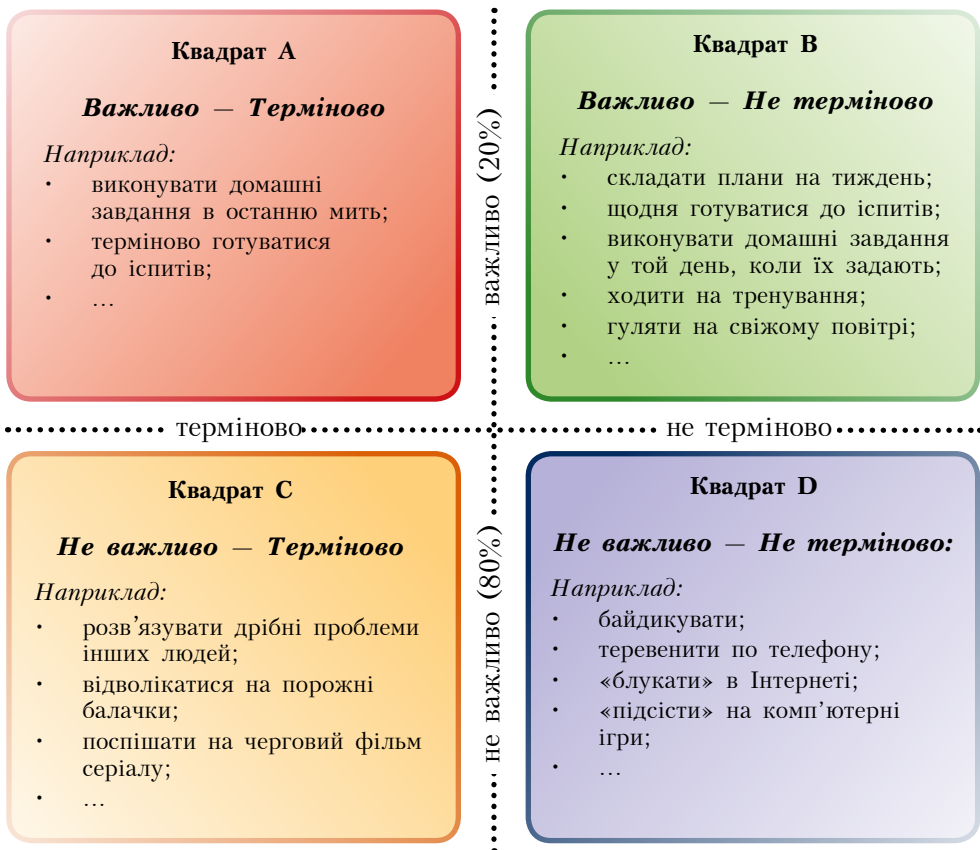 Квадрат А
Важливо — Терміново
Наприклад:
• виконувати домашні
завдання в останню мить;
• терміново готуватися
до іспитів;
• …
важливо (20%)
Квадрат В
Важливо — Не терміново
Наприклад:
• складати плани на тиждень;
• щодня готуватися до іспитів;
• виконувати домашні завдання
у той день, коли їх задають;
• ходити на тренування;
• гуляти на свіжому повітрі;
• …
терміново
не терміново
Квадрат С
Не важливо — Терміново
Наприклад:
• розв’язувати дрібні проблеми
інших людей;
• відволікатися на порожні
балачки;
• поспішати на черговий фільм
серіалу;
• …
не важливо (80%)
Квадрат D
Не важливо — Не терміново:
Наприклад:
• байдикувати;
• теревенити по телефону;
• «блукати» в Інтернеті;
• «підсісти» на комп’ютерні
ігри;
• …